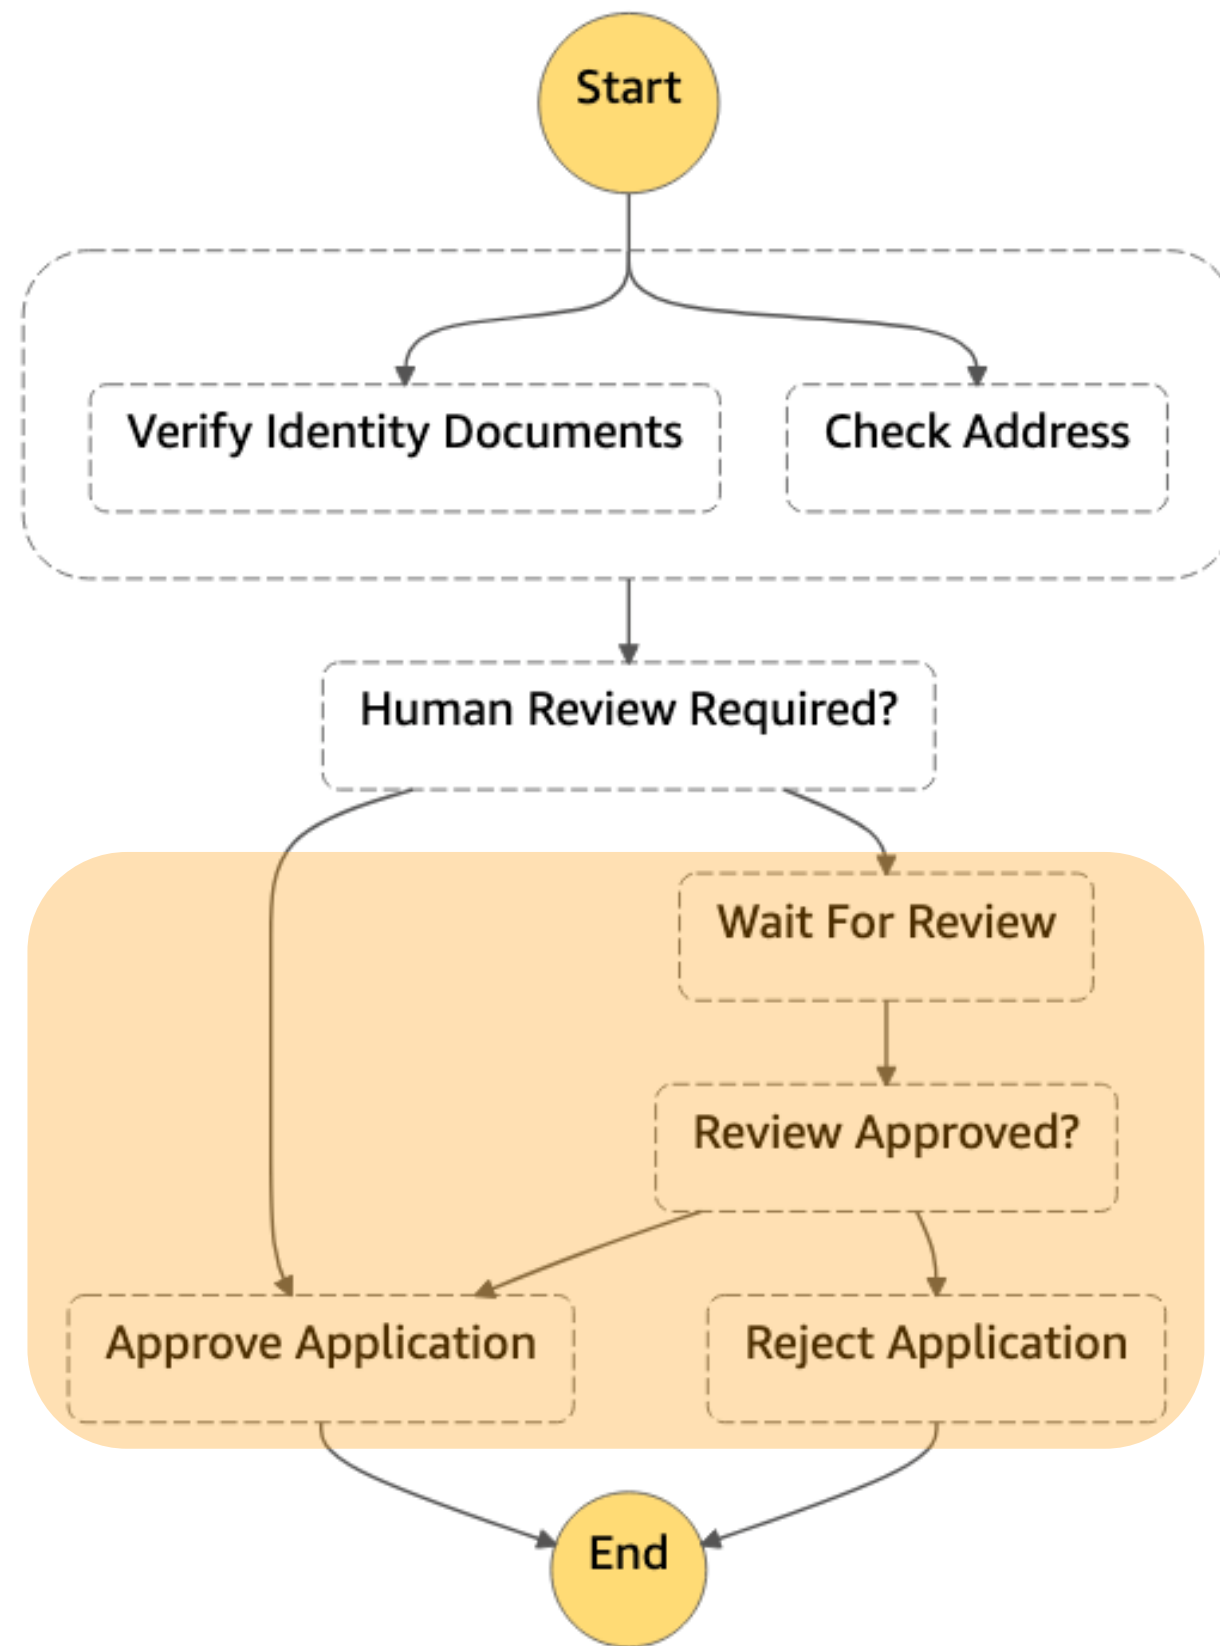 Start
Verify Identity Documents
Check Address
Human Review Required?
Wait For Review
Review Approved?
Approve Application
Reject Application
End